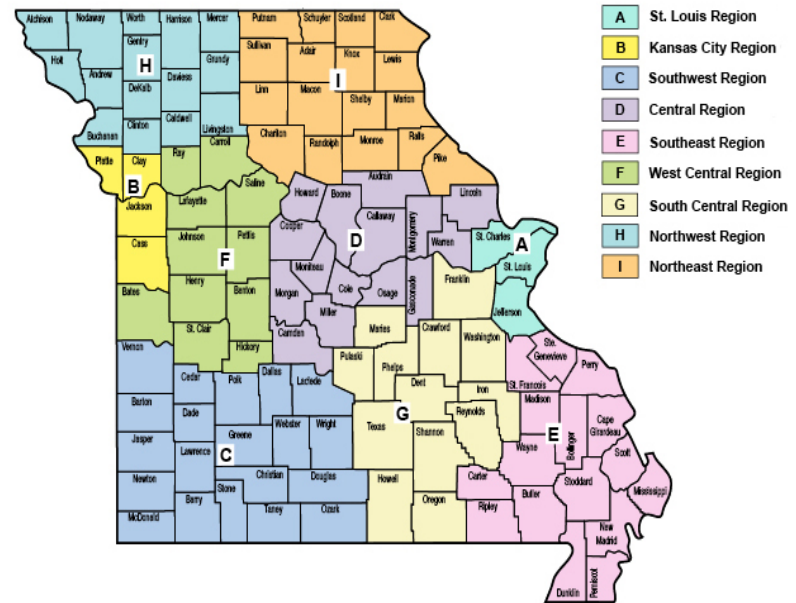 Atchison Nodaway Worth Harrison Mercer Putnam Schuyler Scotland Clark
Gentry Sullivan Adair Knox Lewis
Holt Andrew H DeKalb Daviess Grundy I
Linn Macon Shelby Marion
Buchanan Clinton Caldwell Livingston Chariton Randolph Monroe Ralls
Platte Clay Ray Carroll Pike
B Saline Audrain
Jackson Lafayette Howard Boone Callaway Montgomery Lincoln
Cass Johnson Pettis Cooper D Warren St. Charles A
F Moniteau St. Louis
Bates Henry Benton Morgan Cole Osage Gasconade Franklin Jefferson
St. Clair Hickory Camden Miller Maries Crawford Washington
Vernon Pulaski Phelps Ste.
Genevieve Perry
Cedar Polk Dallas Laclede Dent Iron St. Francois
Barton Dade G Reynolds Madison
Jasper Greene Webster Wright Texas Shannon E Bollinger Cape
Girardeau
Lawrence C Wayne Scott
Newton Christian Douglas Howell Carter Stoddard Mississippi
Barry Stone Oregon Ripley Butler
McDonald Taney Ozark New
Madrid
Dunklin Pemiscot
A St. Louis Region
B Kansas City Region
C Southwest Region
D Central Region
E Southeast Region
F West Central Region
G South Central Region
H Northwest Region
I Northeast Region